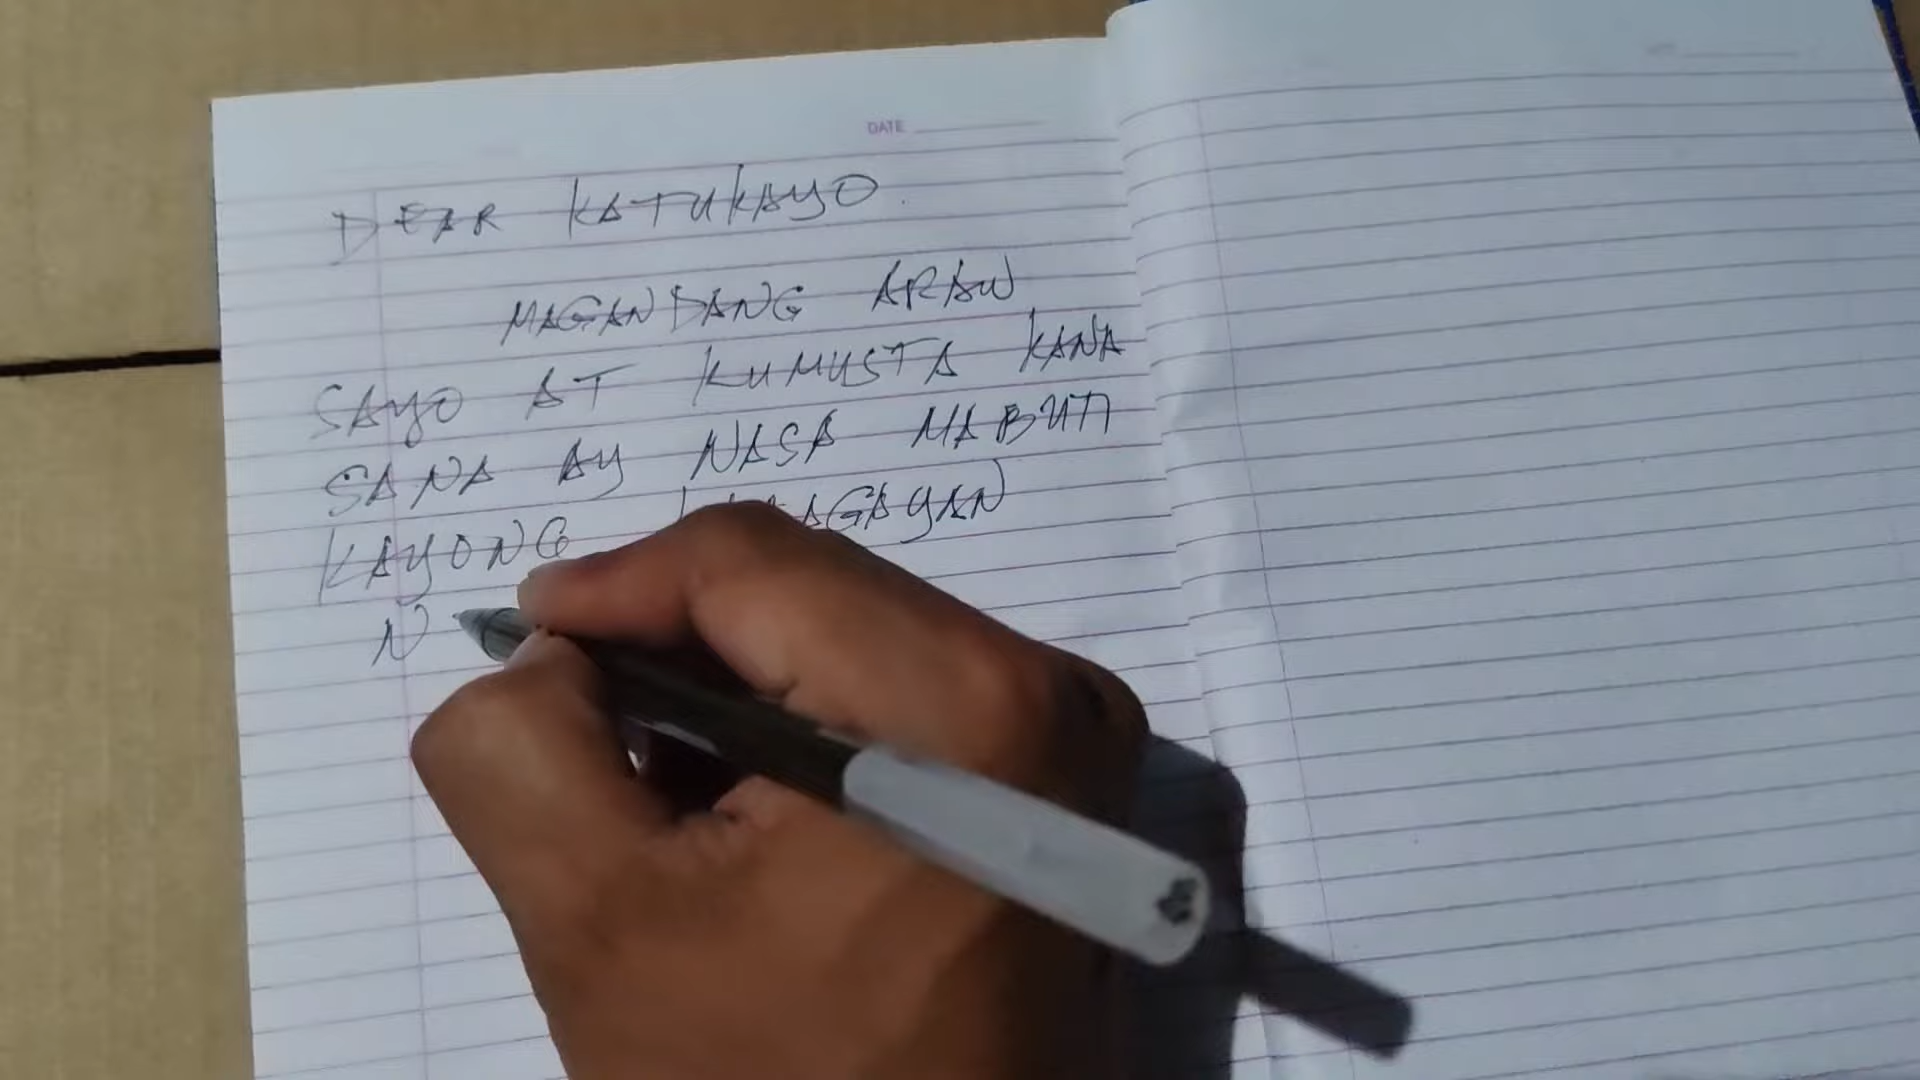 DATE
DEAR KATUKAYO.
MAGANDANG ARAW
SAYO AT KUMUSTA KANA
SANA AY NASA MABUTI
KAYONG
N